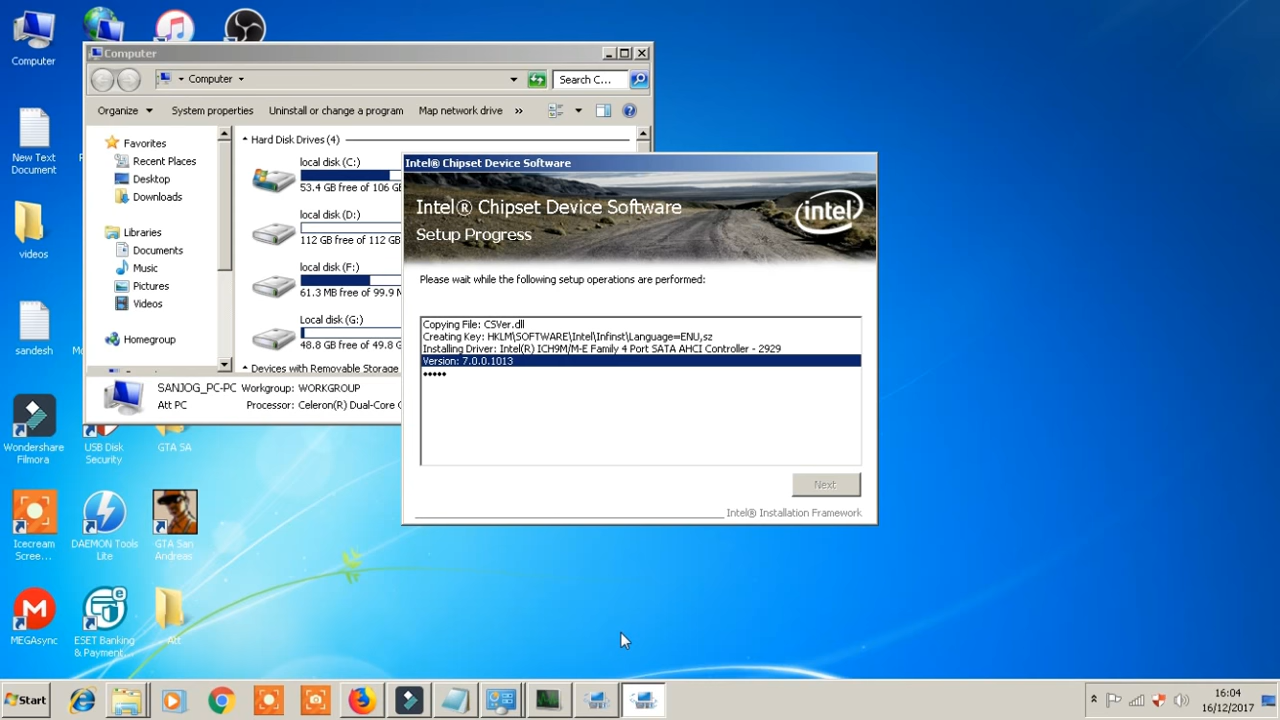 Computer
New Text
Document
videos
sandesh
Wondershare
Filmora
USB Disk
Security
GTA SA
Icecream
Scree...
DAEMON Tools
Lite
GTA San
Andreas
MEGAsync
ESET Banking
& Payment...
Att
Computer
Computer
Search C...
Organize
System properties
Uninstall or change a program
Map network drive
»
Favorites
Recent Places
Desktop
Downloads
Libraries
Documents
Music
Pictures
Videos
Homegroup
Hard Disk Drives (4)
local disk (C:)
53.4 GB free of 106 GB
local disk (D:)
112 GB free of 112 GB
local disk (F:)
61.3 MB free of 99.9 M
Local disk (G:)
48.8 GB free of 49.8 G
Devices with Removable Storage
SANJOG_PC-PC Workgroup: WORKGROUP
Att PC
Processor: Celeron(R) Dual-Core C
Intel® Chipset Device Software
Intel® Chipset Device Software
Setup Progress
intel
Please wait while the following setup operations are performed:
Copying File: CSVer.dll
Creating Key: HKLM\SOFTWARE\Intel\Infinst\Language=ENU,sz
Installing Driver: Intel(R) ICH9M/M-E Family 4 Port SATA AHCI Controller - 2929
Version: 7.0.0.1013
•••••
Next
Intel® Installation Framework
Start
16:04
16/12/2017